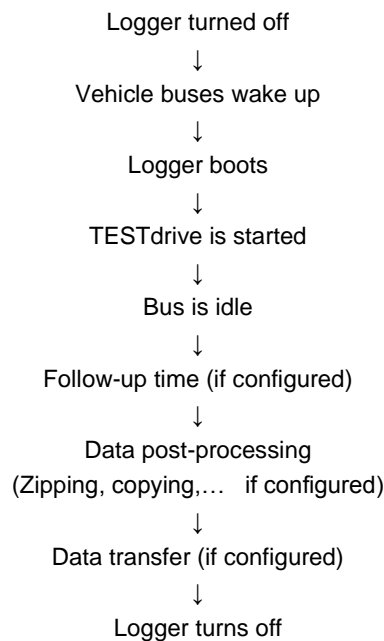 Logger turned off
↓
Vehicle buses wake up
↓
Logger boots
↓
TESTdrive is started
↓
Bus is idle
↓
Follow-up time (if configured)
↓
Data post-processing
(Zipping, copying,… if configured)
↓
Data transfer (if configured)
↓
Logger turns off